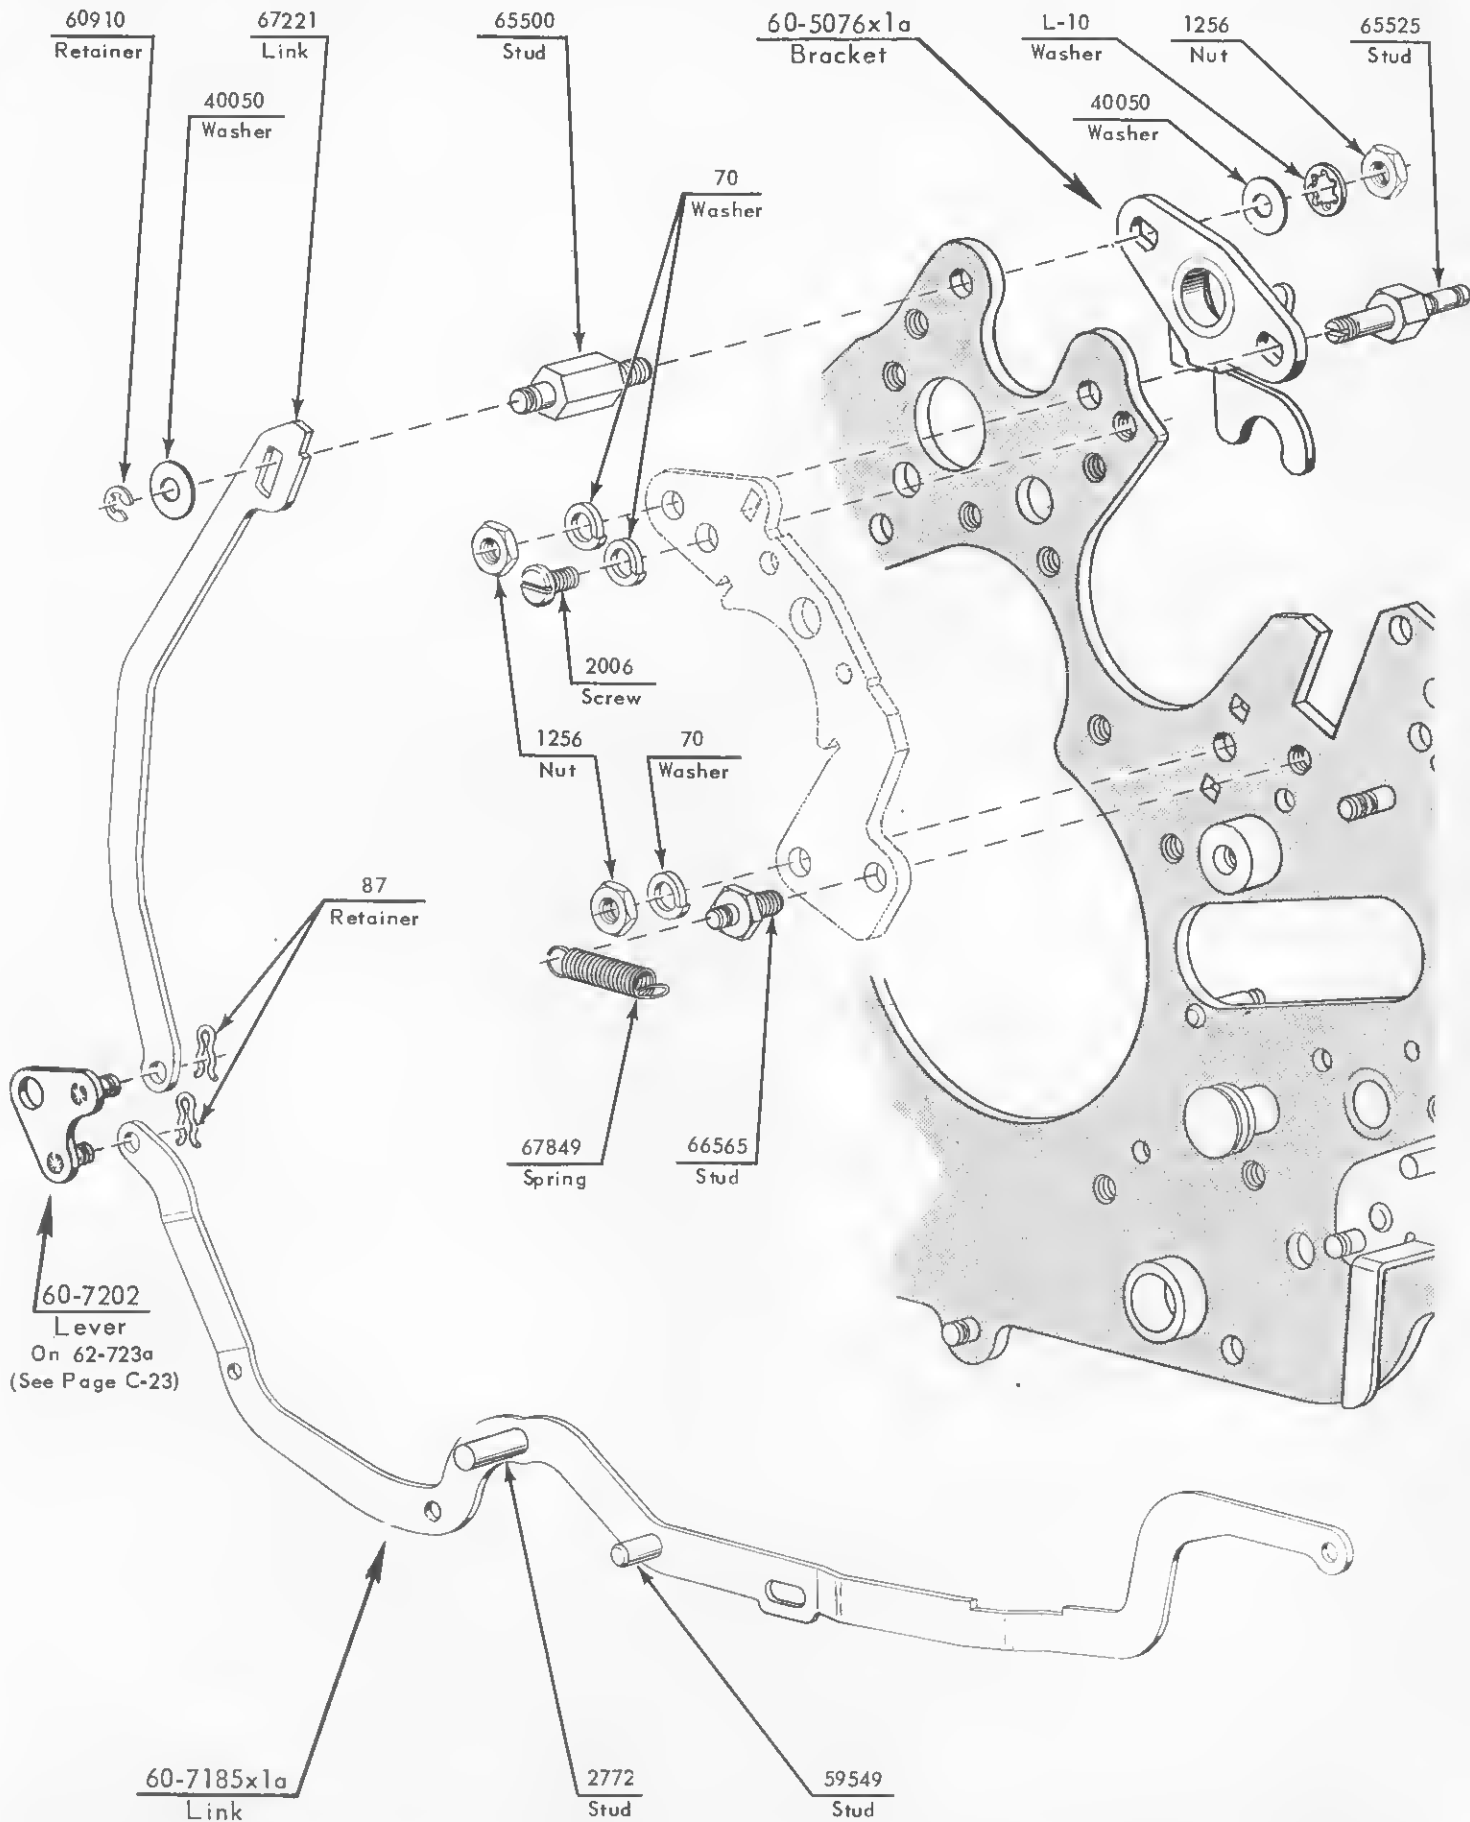 60910
Retainer
67221
Link
65500
Stud
60-5076x1a
Bracket
L-10
Washer
1256
Nut
65525
Stud
40050
Washer
40050
Washer
70
Washer
2006
Screw
1256
Nut
70
Washer
87
Retainer
67849
Spring
66565
Stud
60-7202
Lever
On 62-723a
(See Page C-23)
60-7185x1a
Link
2772
Stud
59549
Stud